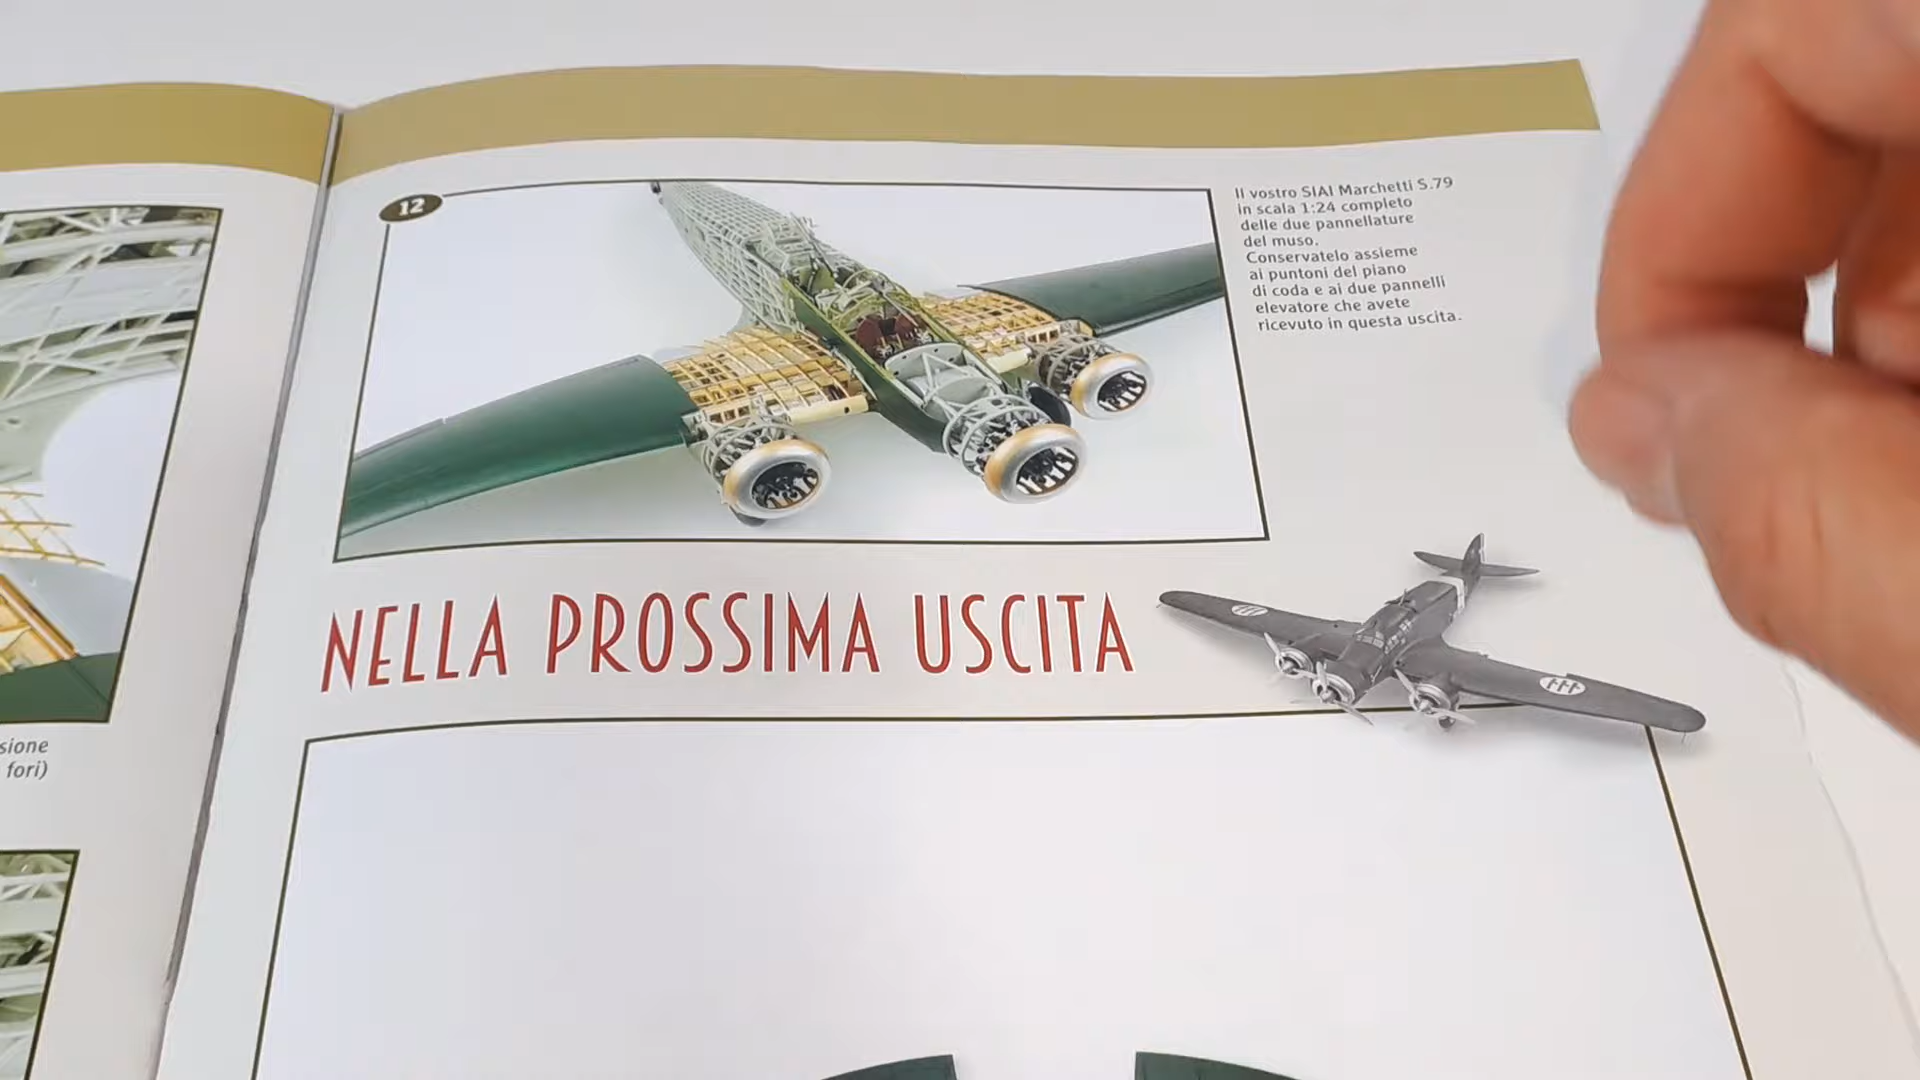 12
Il vostro SIAI Marchetti S.79
in scala 1:24 completo
delle due pannellature
del muso.
Conservatelo assieme
ai puntoni del piano
di coda e ai due pannelli
elevatore che avete
ricevuto in questa uscita.
NELLA PROSSIMA USCITA
sione
fori)